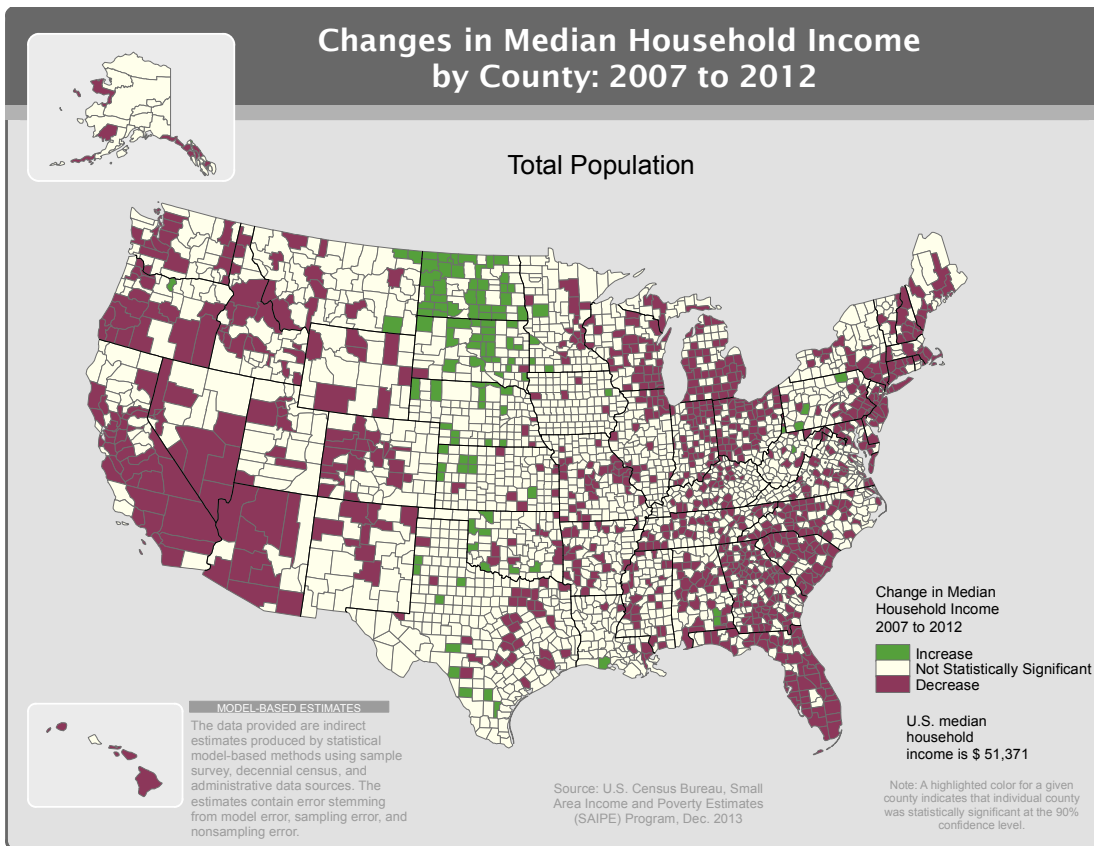 Changes in Median Household Income
by County: 2007 to 2012
Total Population
Change in Median
Household Income
2007 to 2012
Increase
Not Statistically Significant
Decrease
U.S. median
household
income is $ 51,371
MODEL-BASED ESTIMATES
The data provided are indirect
estimates produced by statistical
model-based methods using sample
survey, decennial census, and
administrative data sources. The
estimates contain error stemming
from model error, sampling error, and
nonsampling error.
Source: U.S. Census Bureau, Small
Area Income and Poverty Estimates
(SAIPE) Program, Dec. 2013
Note: A highlighted color for a given
county indicates that individual county
was statistically significant at the 90%
confidence level.